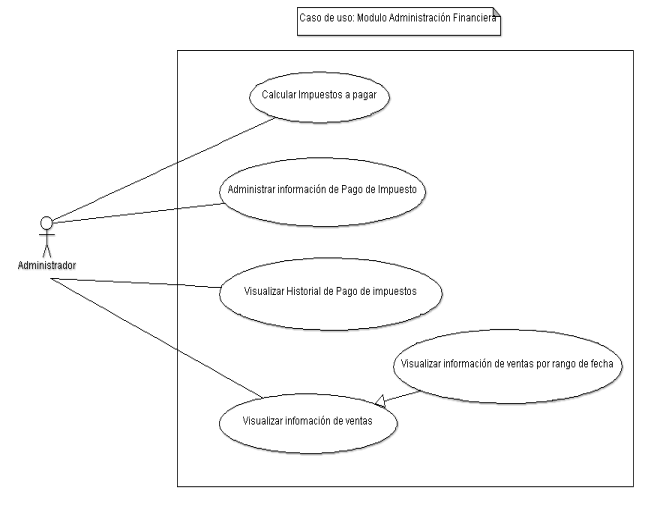 Caso de uso: Modulo Administración Financiera
Calcular Impuestos a pagar
Administrar información de Pago de Impuesto
Administrador
Visualizar Historial de Pago de impuestos
Visualizar información de ventas por rango de fecha
Visualizar infomación de ventas